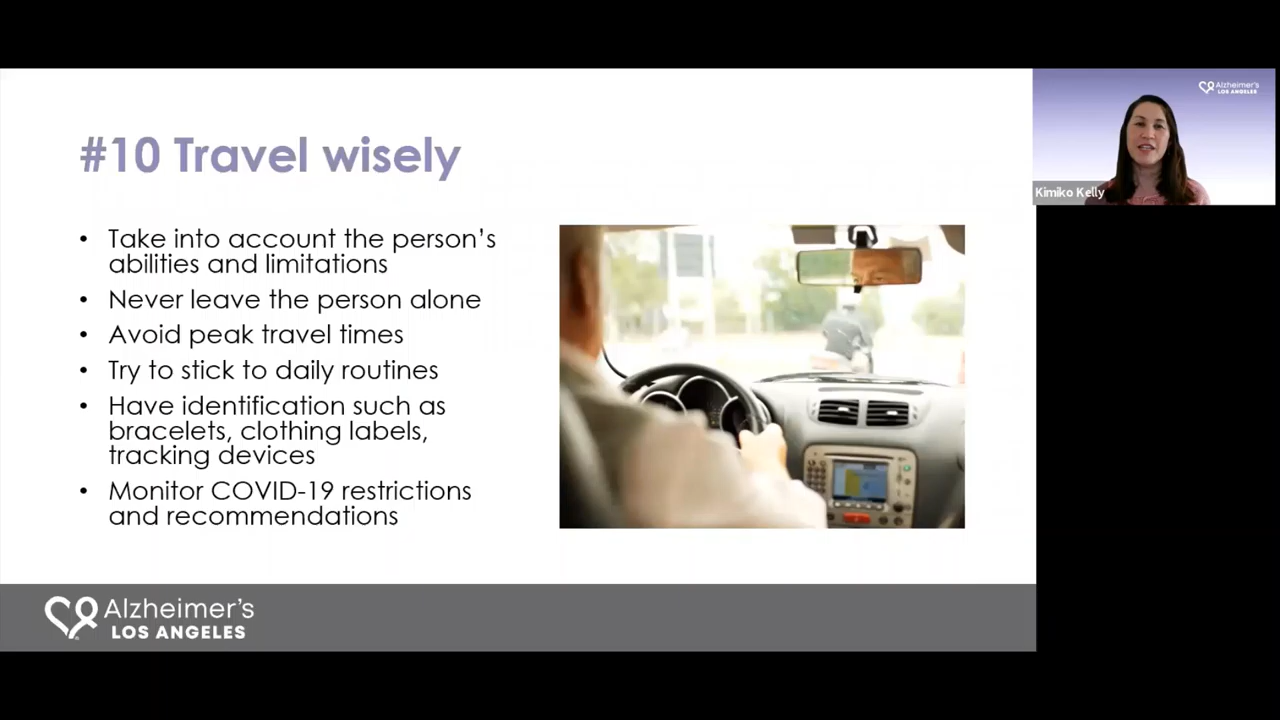 #10 Travel wisely
• Take into account the person's
abilities and limitations
• Never leave the person alone
• Avoid peak travel times
• Try to stick to daily routines
• Have identification such as
bracelets, clothing labels,
tracking devices
• Monitor COVID-19 restrictions
and recommendations
Alzheimer's
LOS ANGELES
Alzheimer's
LOS ANGELES
Kimiko Kelly